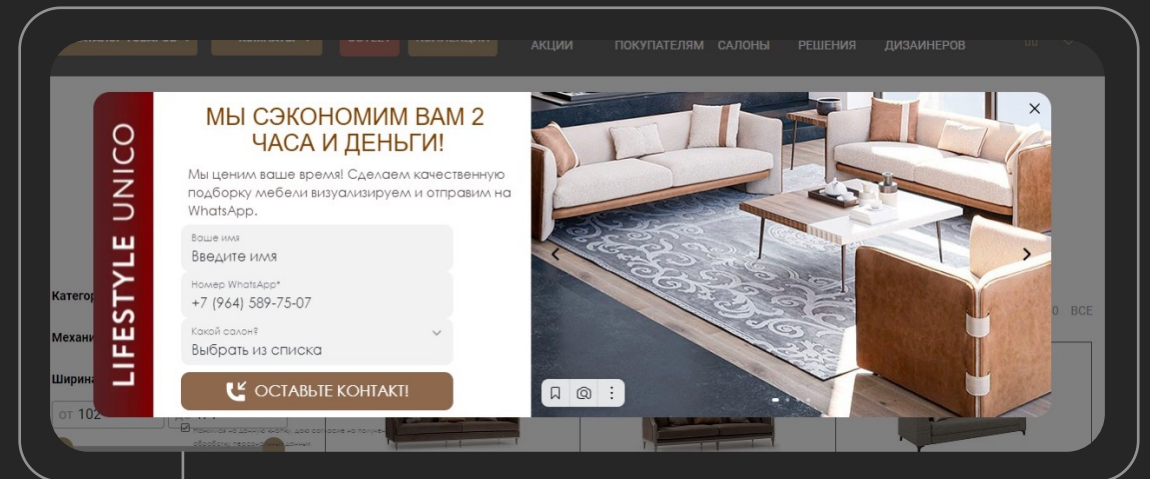 АКЦИИ
ПОКУПАТЕЛЯМ САЛОНЫ
РЕШЕНИЯ
ДИЗАЙНЕРОВ
LIFESTYLE UNICO
МЫ СЭКОНОМИМ ВАМ 2
ЧАСА И ДЕНЬГИ!
Мы ценим ваше время! Сделаем качественную
подборку мебели визуализируем и отправим на
WhatsApp.
Ваше имя
Введите имя
Номер WhatsApp*
+7 (964) 589-75-07
Какой салон?
Выбрать из списка
ОСТАВЬТЕ КОНТАКТ!
ВСЕ
от 102